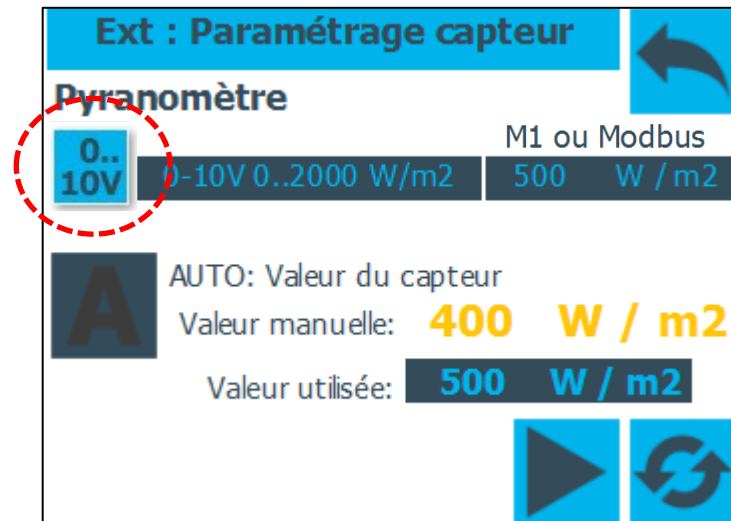 Ext : Paramétrage capteur
Pyranomètre
M1 ou Modbus
0..
10V
0-10V 0..2000 W/m2
500 W / m2
A
AUTO: Valeur du capteur
Valeur manuelle: 400 W / m2
Valeur utilisée: 500 W / m2